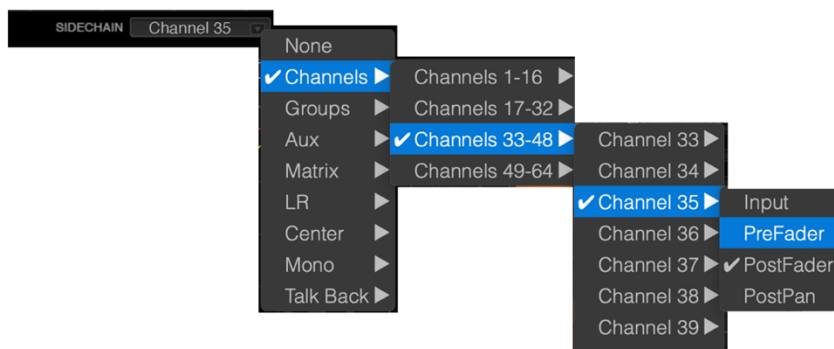 SIDECHAIN Channel 35
None
✔ Channels ▶
Groups ▶
Aux ▶
Matrix ▶
LR ▶
Center ▶
Mono ▶
Talk Back ▶
Channels 1-16 ▶
Channels 17-32 ▶
✔ Channels 33-48 ▶
Channels 49-64 ▶
Channel 33 ▶
Channel 34 ▶
✔ Channel 35 ▶
Channel 36 ▶
Channel 37 ▶
Channel 38 ▶
Channel 39 ▶
Input
PreFader
✔ PostFader
PostPan